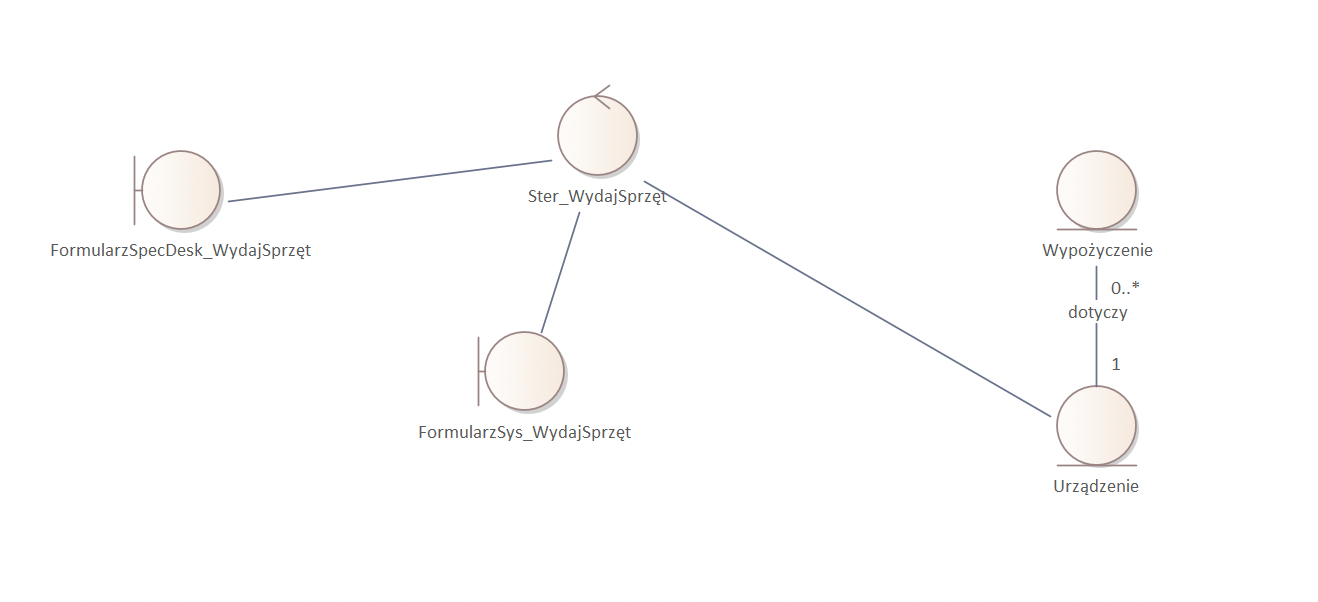 Ster_WydajSprzęt
FormularzSpecDesk_WydajSprzęt
Wypożyczenie
0..*
dotyczy
1
FormularzSys_WydajSprzęt
Urządzenie